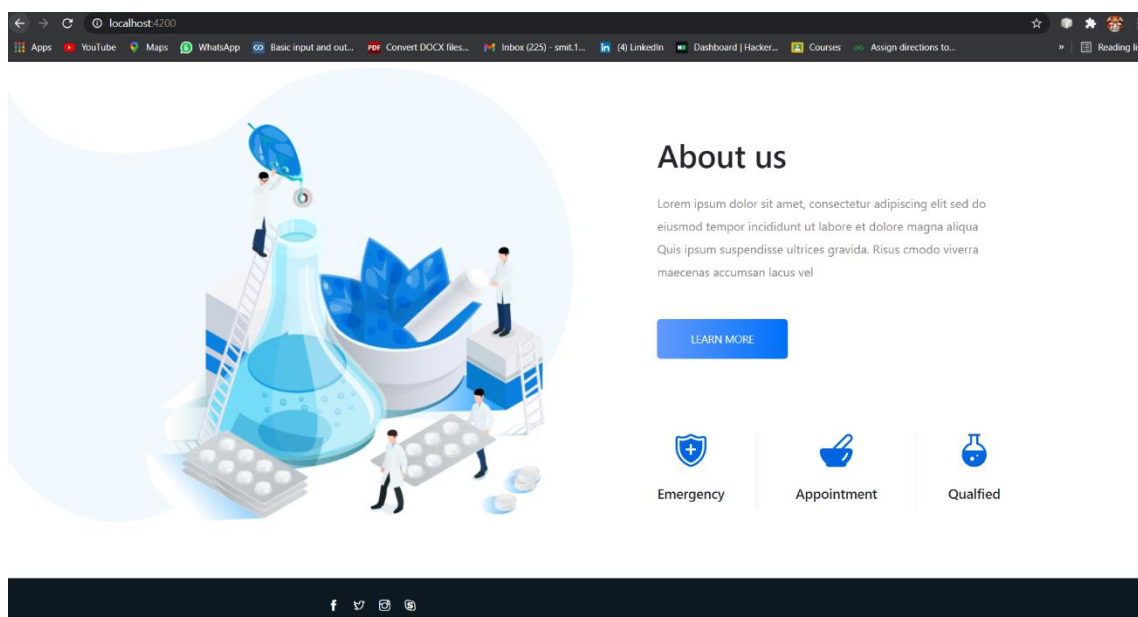 localhost:4200
Apps YouTube Maps WhatsApp Basic input and out... PDF Convert DOCX files... Inbox (225) - smit.1... in (4) LinkedIn Dashboard | Hacker... Courses Assign directions to... » Reading li
About us
Lorem ipsum dolor sit amet, consectetur adipiscing elit sed do
eiusmod tempor incididunt ut labore et dolore magna aliqua
Quis ipsum suspendisse ultrices gravida. Risus cmodo viverra
maecenas accumsan lacus vel
LEARN MORE
Emergency Appointment Qualfied